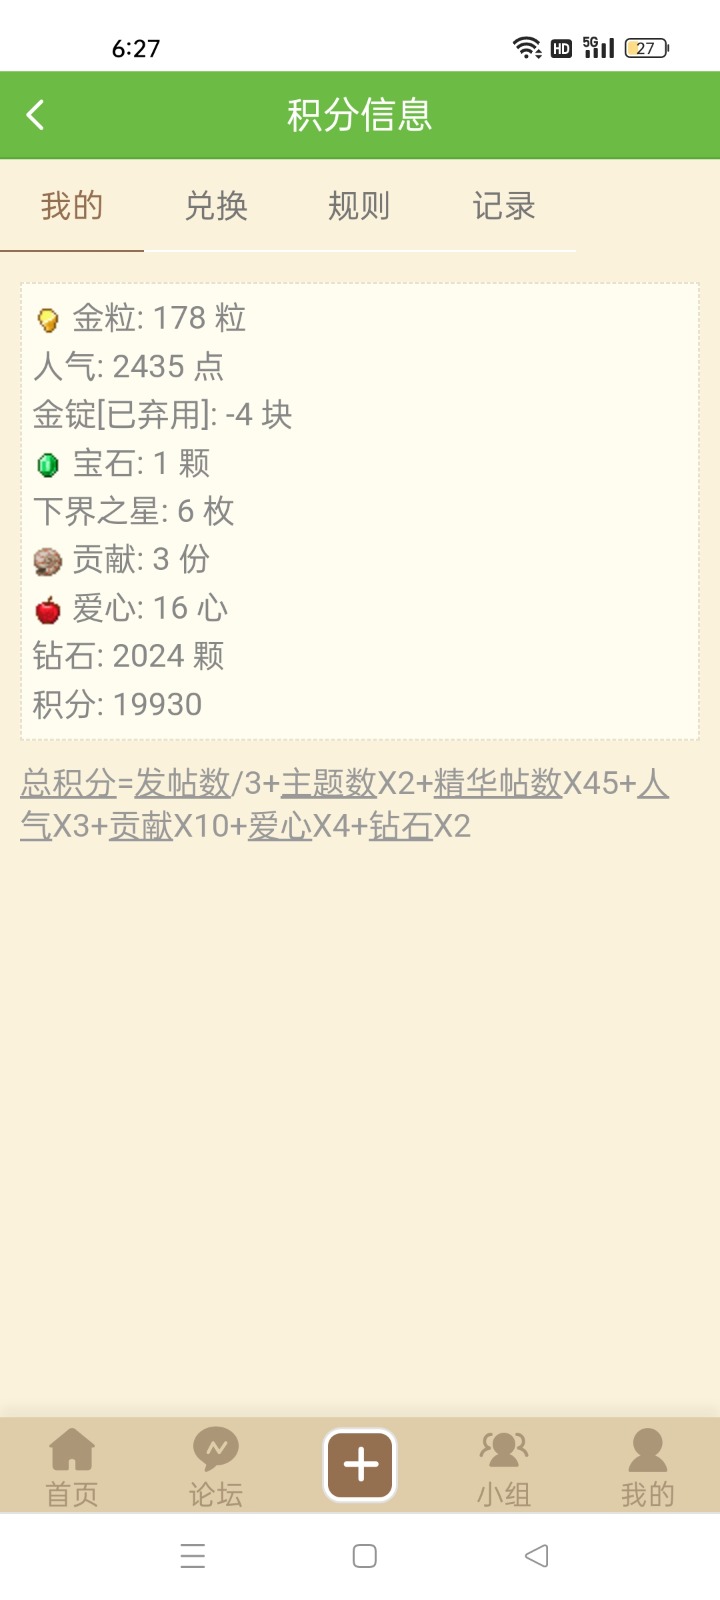 6:27
HD 5G 27
积分信息
我的 兑换 规则 记录
金粒: 178 粒
人气: 2435 点
金锭[已弃用]: -4 块
宝石: 1 颗
下界之星: 6 枚
贡献: 3 份
爱心: 16 心
钻石: 2024 颗
积分: 19930
总积分=发帖数/3+主题数X2+精华帖数X45+人
气X3+贡献X10+爱心X4+钻石X2
首页 论坛 小组 我的